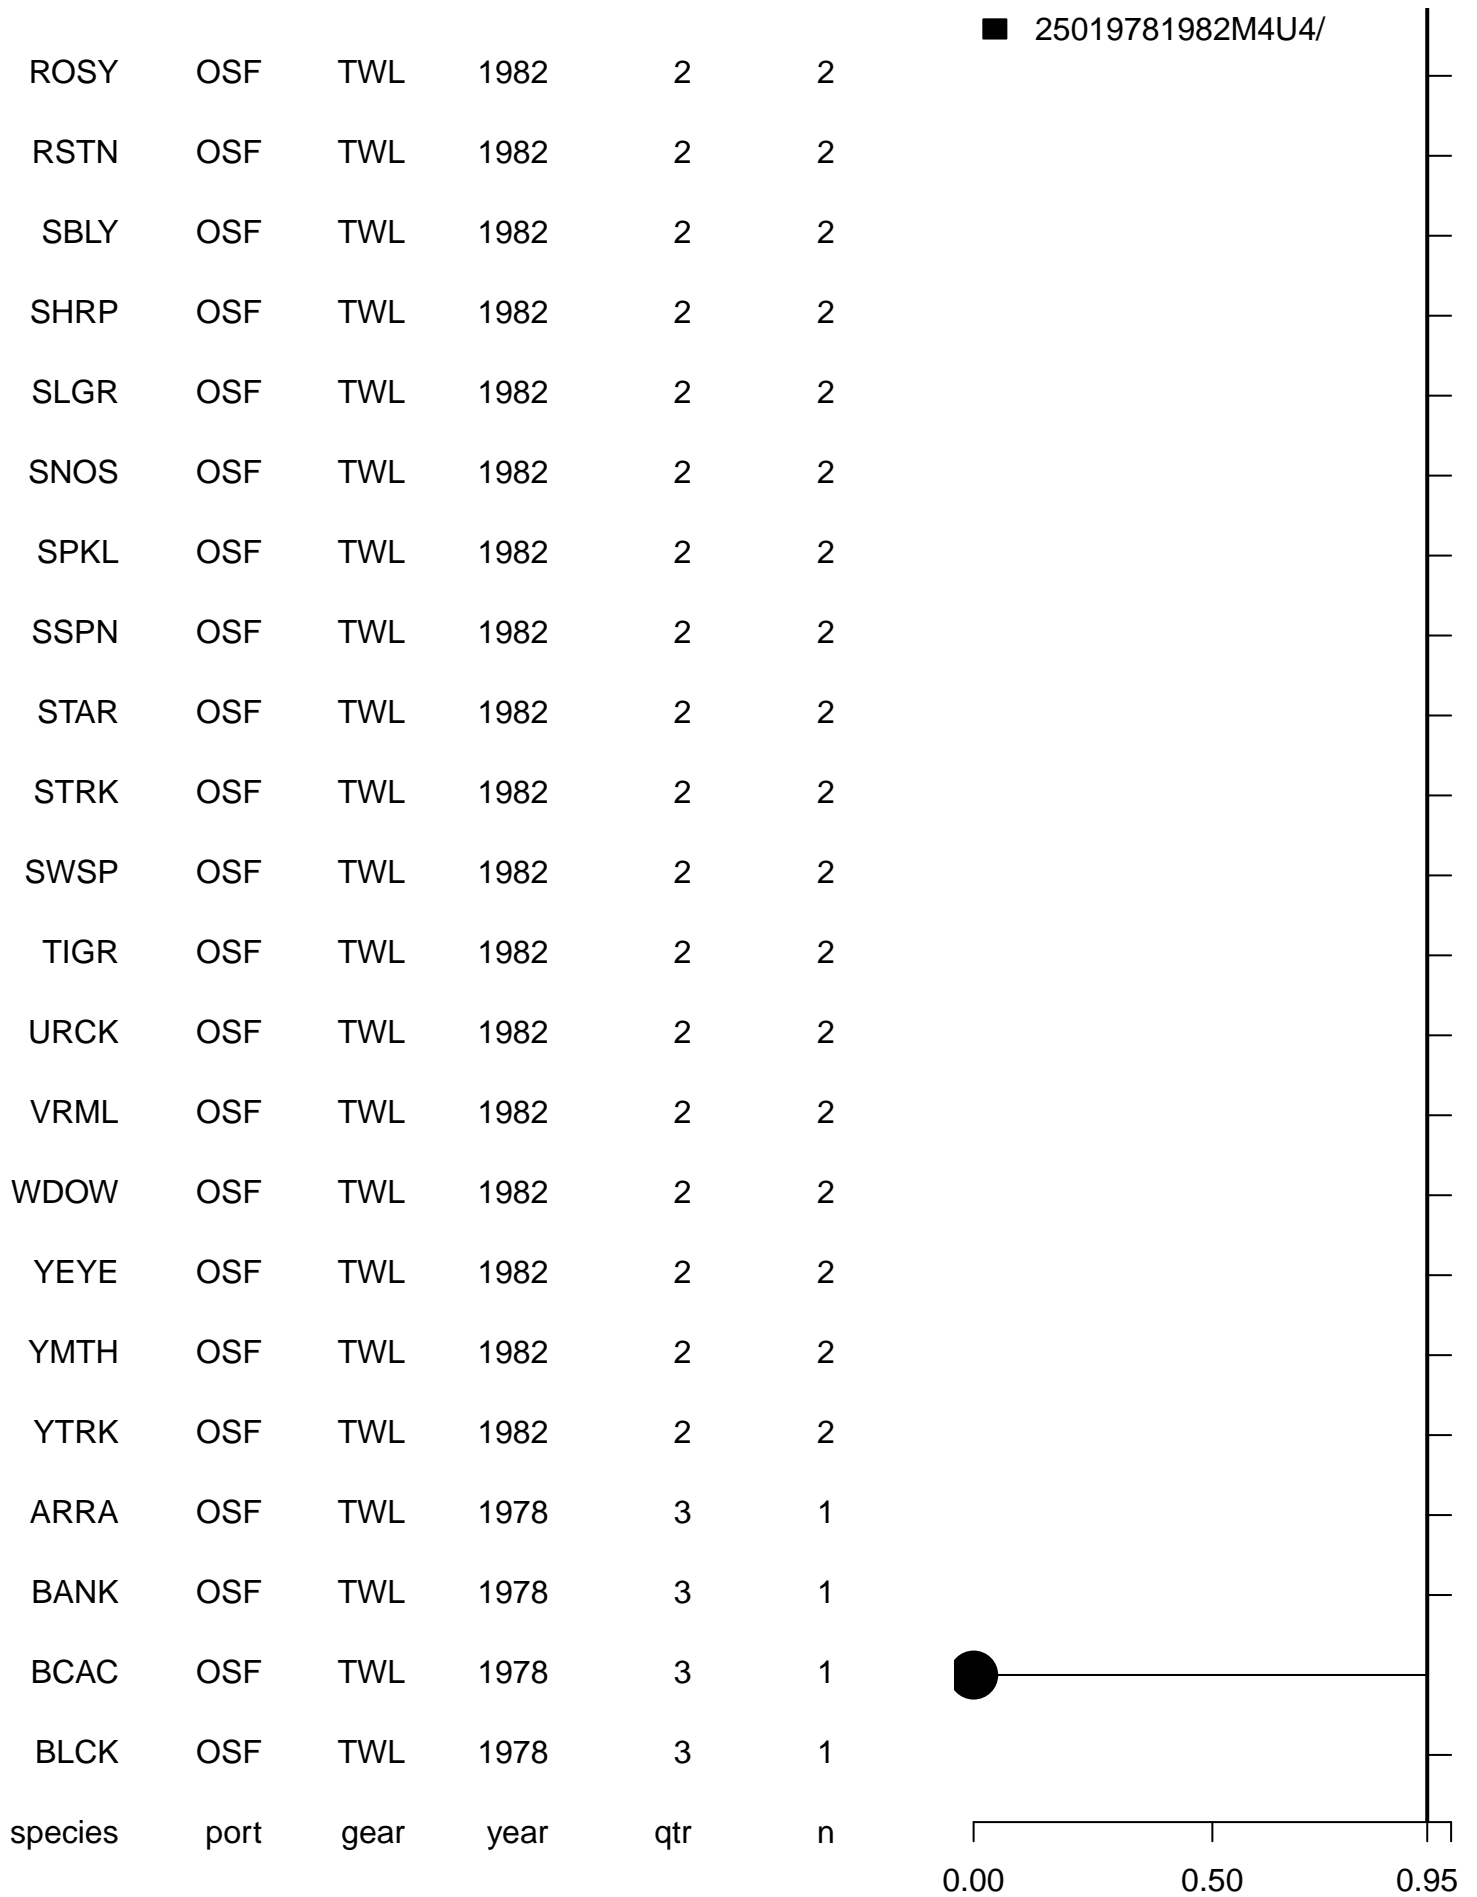 25019781982M4U4/
ROSY OSF TWL 1982 2 2
RSTN OSF TWL 1982 2 2
SBLY OSF TWL 1982 2 2
SHRP OSF TWL 1982 2 2
SLGR OSF TWL 1982 2 2
SNOS OSF TWL 1982 2 2
SPKL OSF TWL 1982 2 2
SSPN OSF TWL 1982 2 2
STAR OSF TWL 1982 2 2
STRK OSF TWL 1982 2 2
SWSP OSF TWL 1982 2 2
TIGR OSF TWL 1982 2 2
URCK OSF TWL 1982 2 2
VRML OSF TWL 1982 2 2
WDOW OSF TWL 1982 2 2
YEYE OSF TWL 1982 2 2
YMTH OSF TWL 1982 2 2
YTRK OSF TWL 1982 2 2
ARRA OSF TWL 1978 3 1
BANK OSF TWL 1978 3 1
BCAC OSF TWL 1978 3 1
BLCK OSF TWL 1978 3 1
species port gear year qtr n
0.00 0.50 0.95